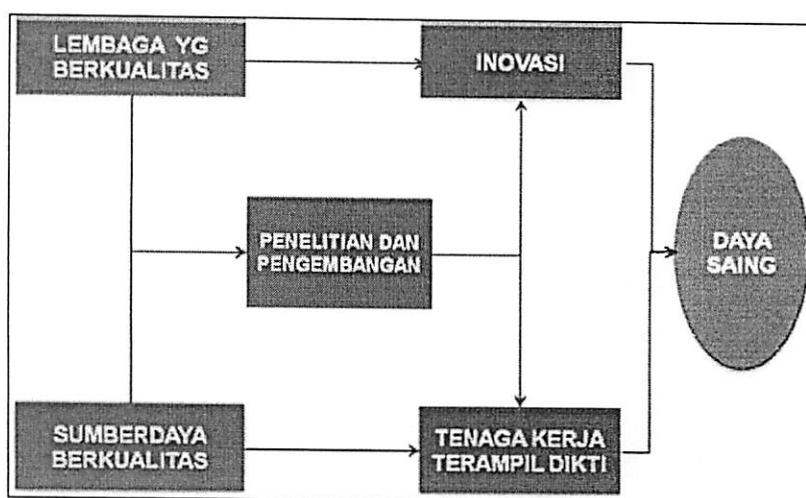 LEMBAGA YG
BERKUALITAS
INOVASI
PENELITIAN DAN
PENGEMBANGAN
DAYA
SAING
SUMBERDAYA
BERKUALITAS
TENAGA KERJA
TERAMPIL DIKTI